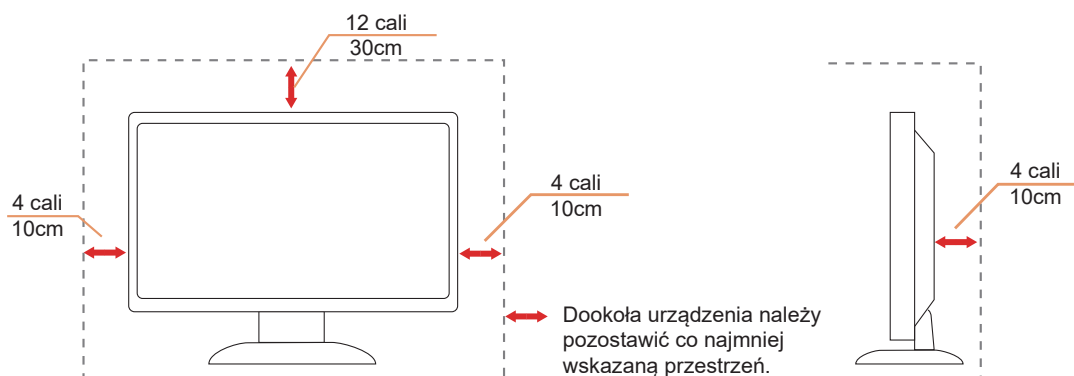 12 cali
30cm
4 cali
10cm
4 cali
10cm
4 cali
10cm
Dookoła urządzenia należy
pozostawić co najmniej
wskazaną przestrzeń.